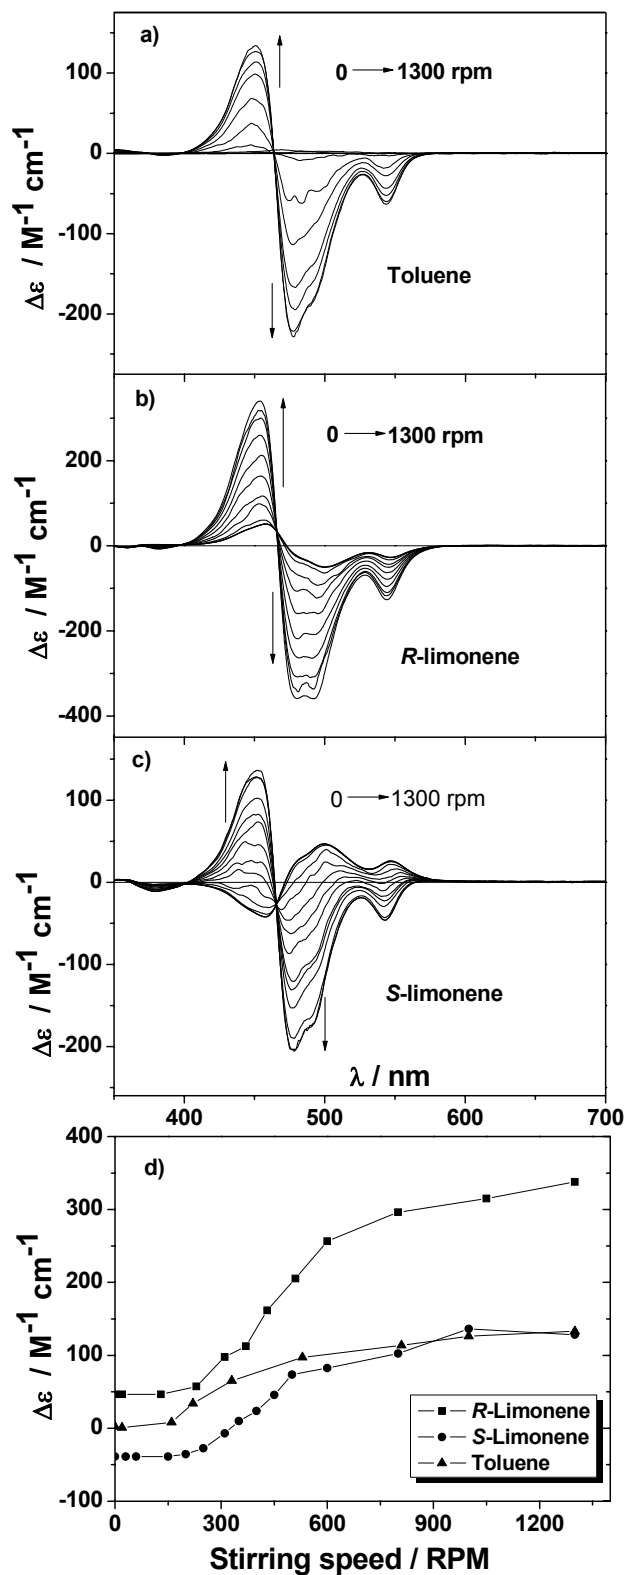 a)
0 → 1300 rpm
100
0
-100
-200
Δε / M⁻¹ cm⁻¹
Toluene
b)
0 → 1300 rpm
200
0
-200
-400
Δε / M⁻¹ cm⁻¹
R-limonene
c)
0 → 1300 rpm
100
0
-100
-200
Δε / M⁻¹ cm⁻¹
S-limonene
λ / nm
400 500 600 700
d)
400
300
200
100
0
-100
Δε / M⁻¹ cm⁻¹
R-Limonene
S-Limonene
Toluene
0 300 600 900 1200
Stirring speed / RPM